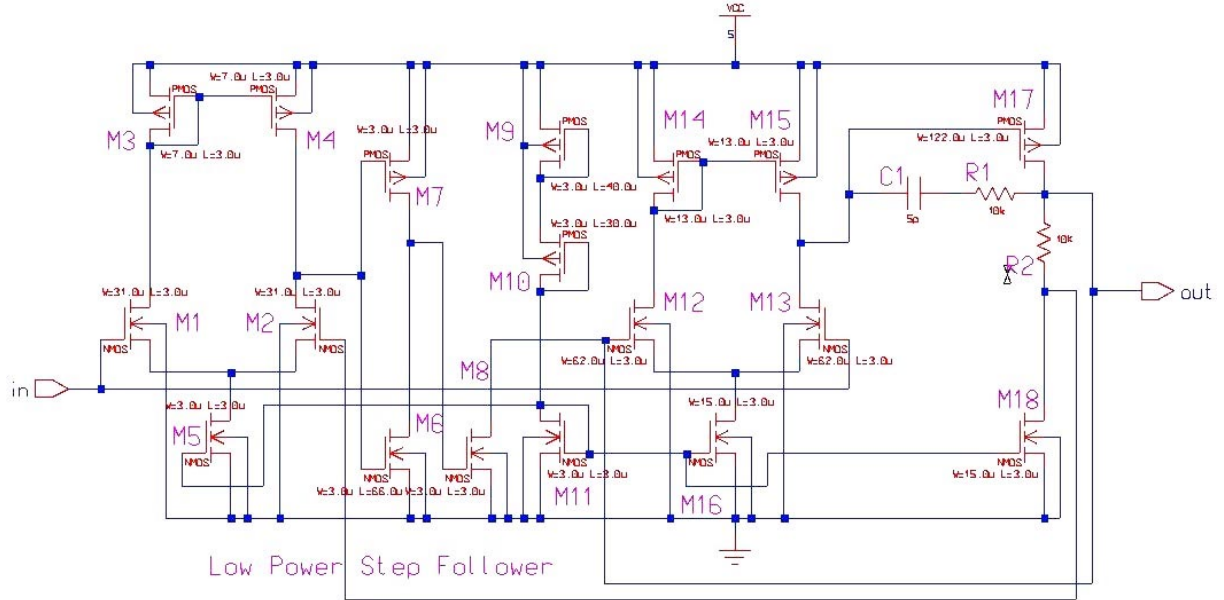 VCC
5
W=7.0u L=3.0u
PMOS
PMOS
M3
M4
W=7.0u L=3.0u
W=3.0u L=3.0u
PMOS
M7
M9
PMOS
W=3.0u L=40.0u
PMOS
W=3.0u L=30.0u
M10
M14
W=13.0u L=3.0u
M15
PMOS
PMOS
W=13.0u L=3.0u
M17
PMOS
W=122.0u L=3.0u
C1
5p
R1
10k
10k
R2
out
W=31.0u L=3.0u
W=31.0u L=3.0u
M1
M2
NMOS
NMOS
M12
M13
NMOS
NMOS
W=62.0u L=3.0u
W=62.0u L=3.0u
in
M8
W=3.0u L=3.0u
M5
NMOS
M6
NMOS
NMOS
W=3.0u L=66.0u
W=3.0u L=3.0u
NMOS
W=3.0u L=3.0u
M11
W=15.0u L=3.0u
NMOS
M16
M18
NMOS
W=15.0u L=3.0u
Low Power Step Follower